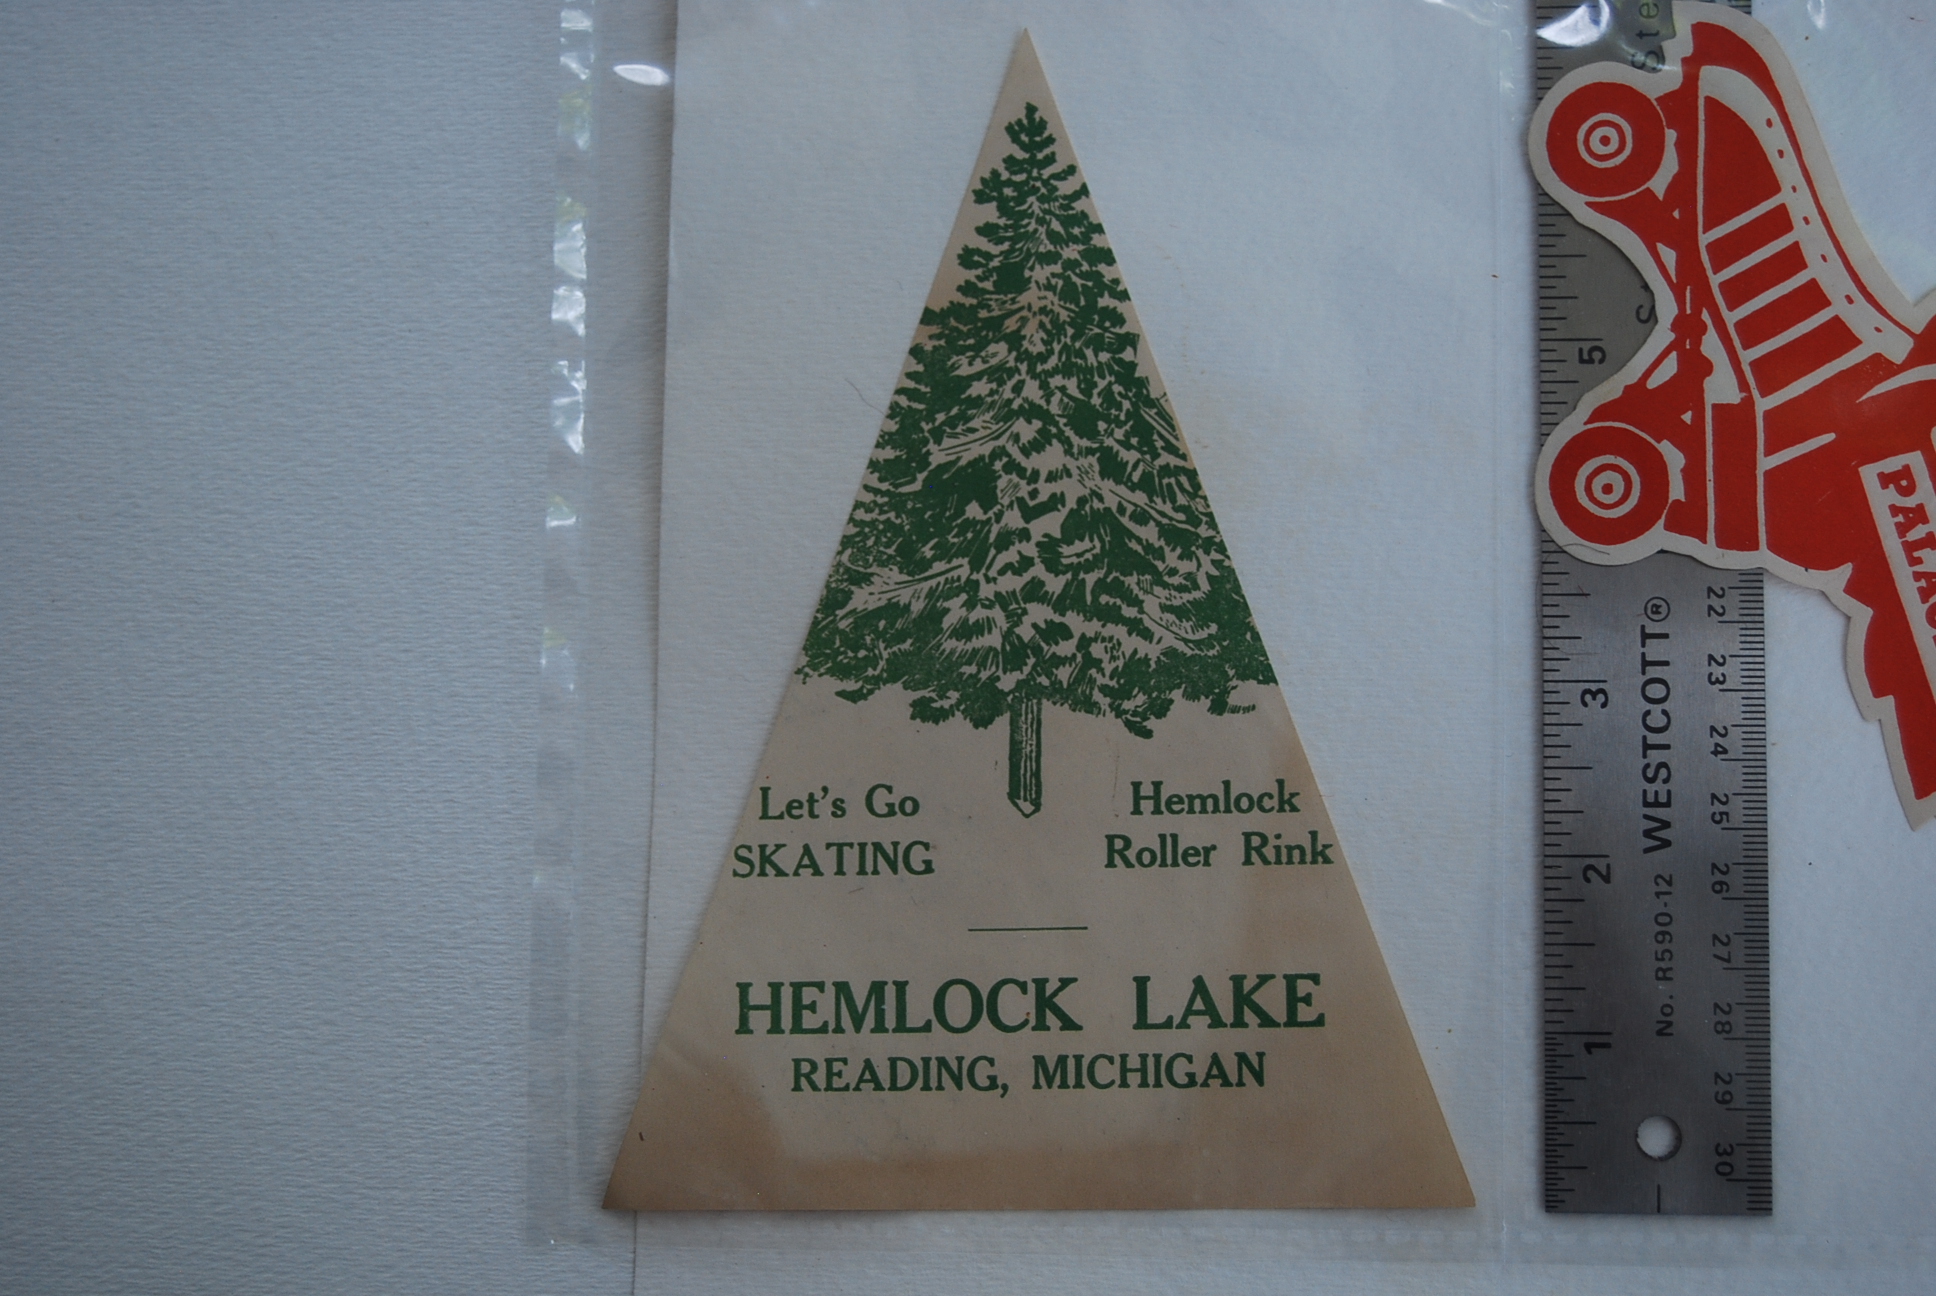 Let's Go
SKATING
Hemlock
Roller Rink
HEMLOCK LAKE
READING, MICHIGAN
5
3
2
1
WESTCOTT®
No. R590-12
22 23 24 25 26 27 28 29 30